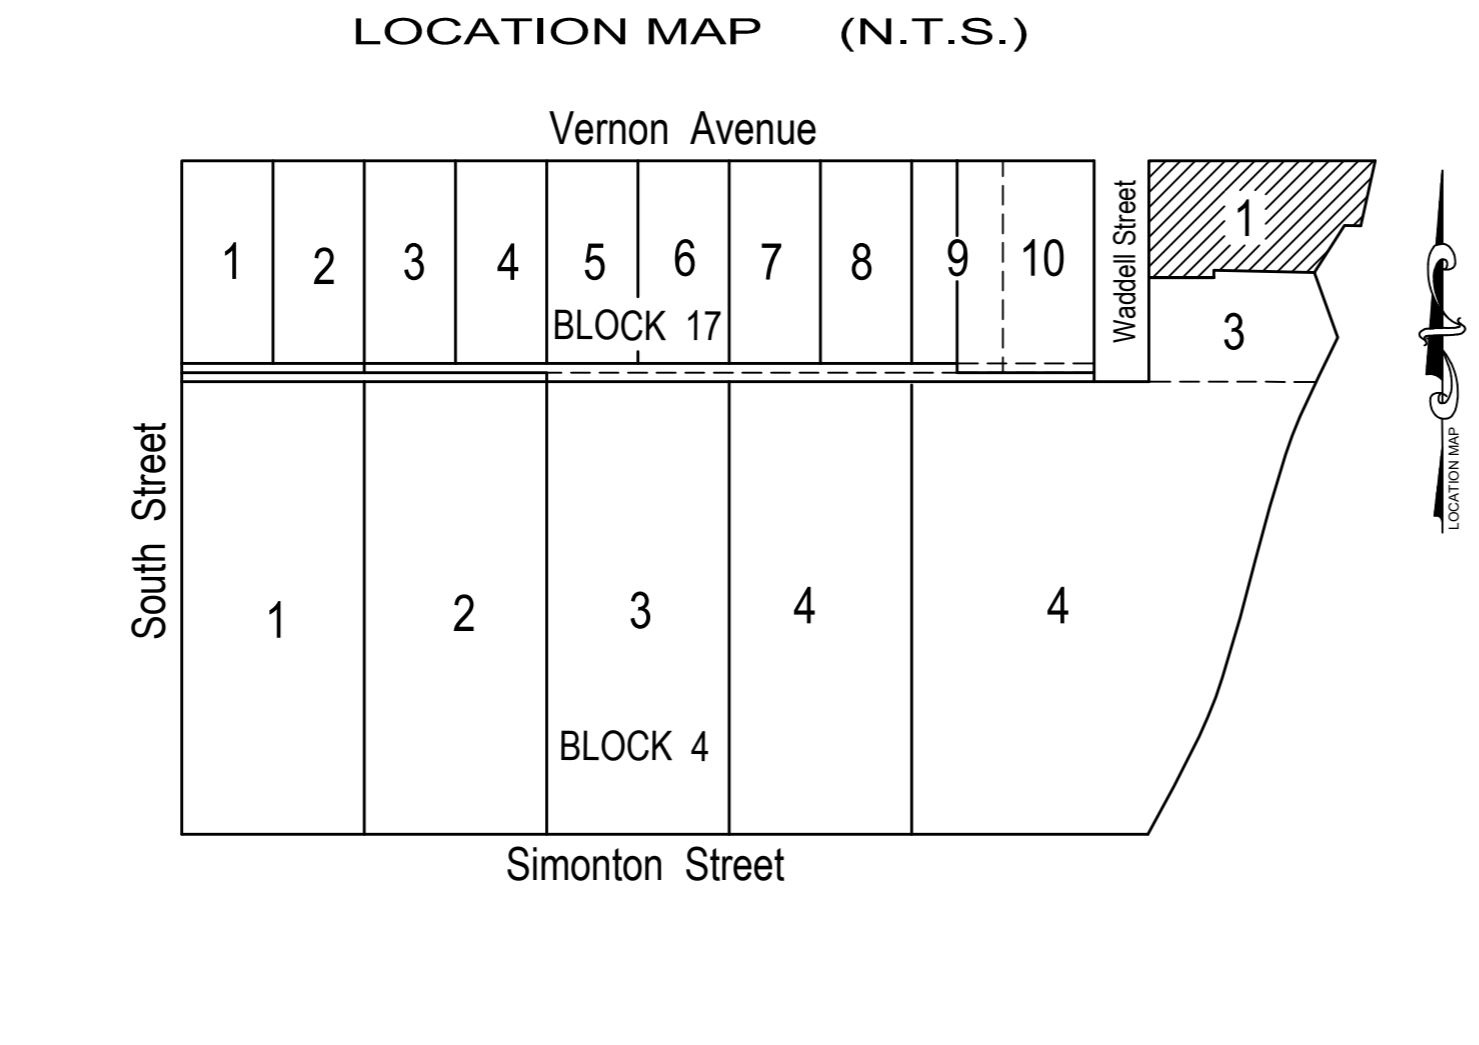 LOCATION MAP (N.T.S.)
Vernon Avenue
1
2
3
4
5
6
7
8
9
10
BLOCK 17
Waddell Street
1
3
LOCATION MAP
South Street
1
2
3
4
4
BLOCK 4
Simonton Street